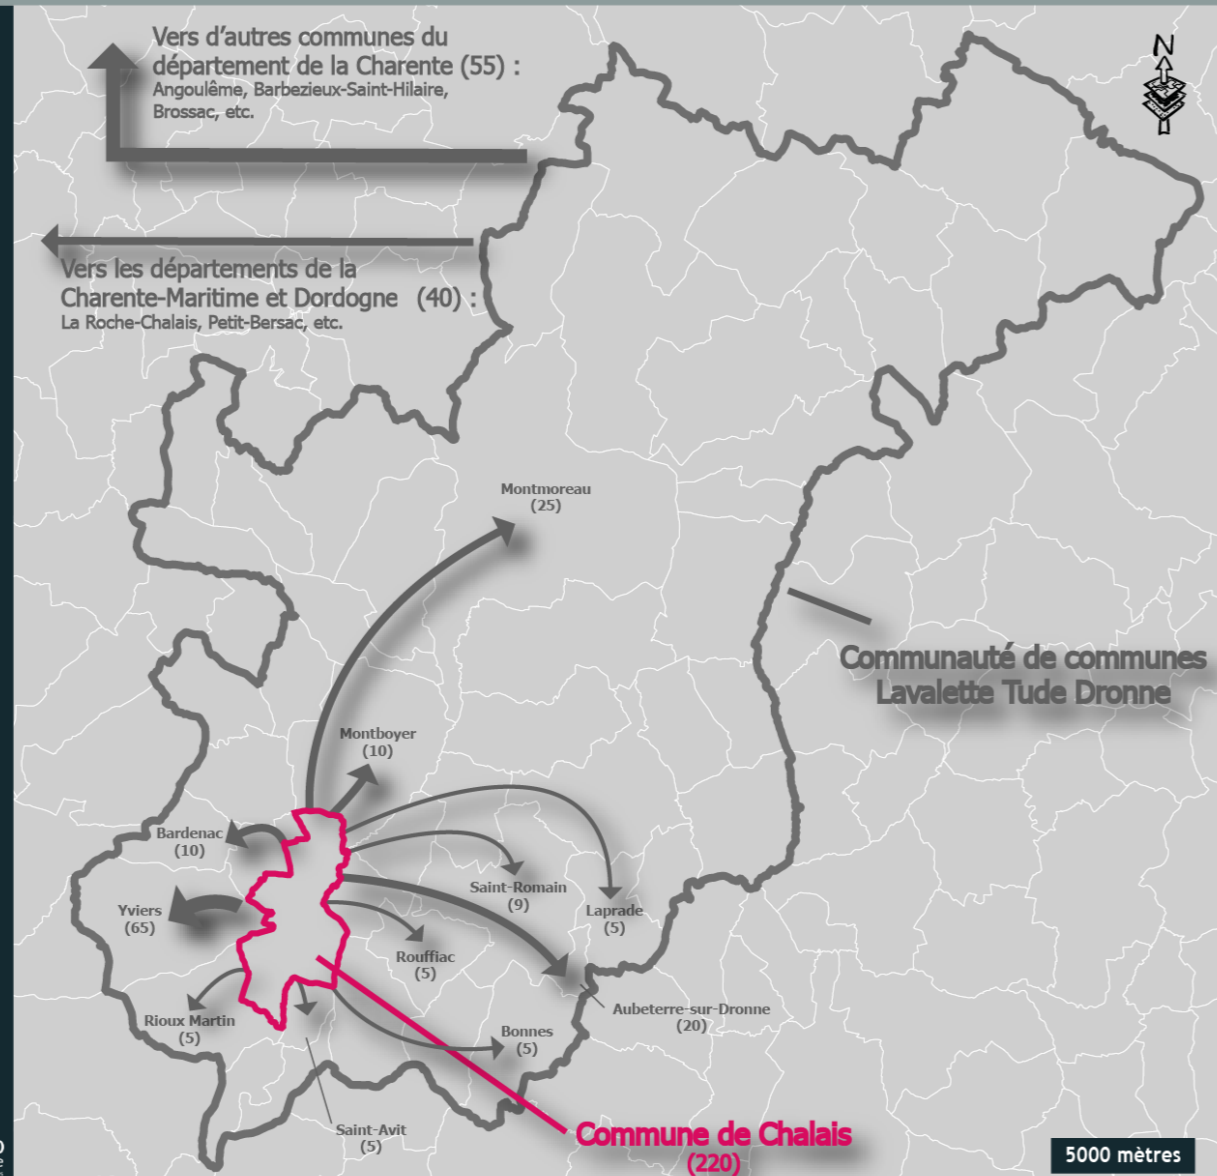 Vers d'autres communes du
département de la Charente (55) :
Angoulême, Barbezieux-Saint-Hilaire,
Brossac, etc.
N
Vers les départements de la
Charente-Maritime et Dordogne (40) :
La Roche-Chalais, Petit-Bersac, etc.
Montmoreau
(25)
Communauté de communes
Lavalette Tude Dronne
Montboyer
(10)
Bardenac
(10)
Saint-Romain
(9)
Laprade
(5)
Yviers
(65)
Rouffiac
(5)
Aubeterre-sur-Dronne
(20)
Rioux Martin
(5)
Bonnes
(5)
Saint-Avit
(5)
Commune de Chalais
(220)
5000 mètres